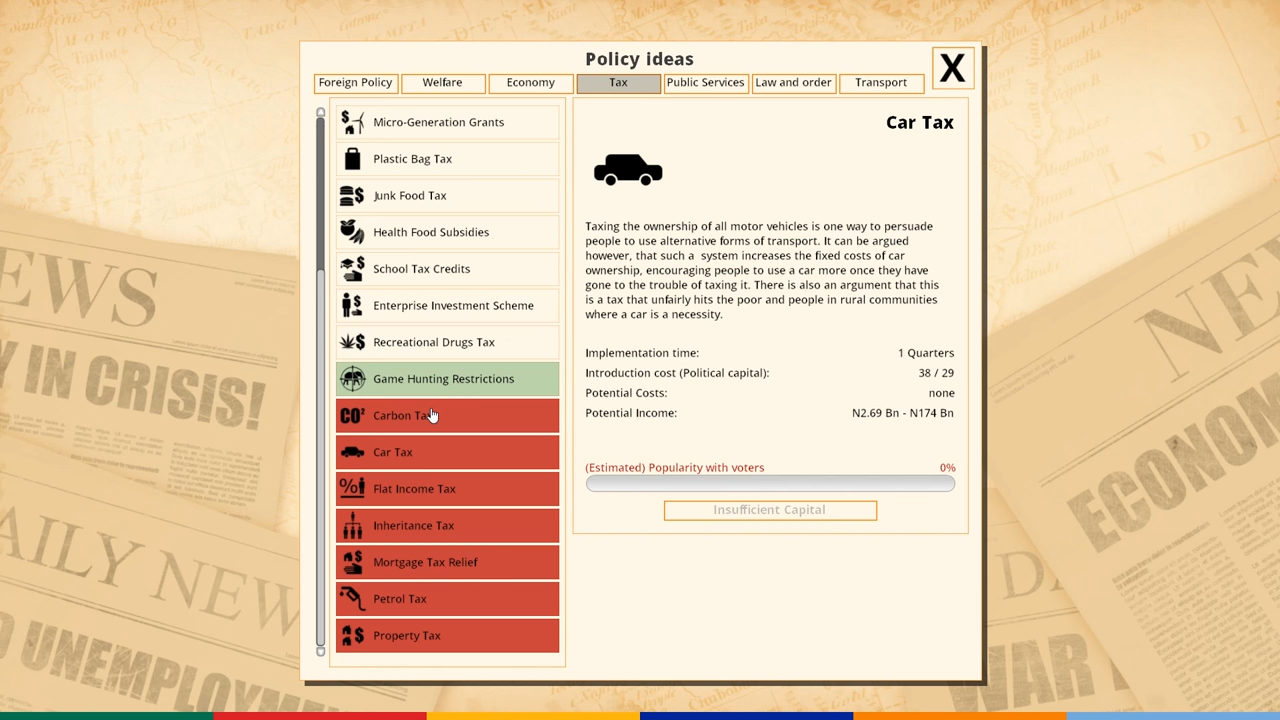 Policy ideas
X
Foreign Policy
Welfare
Economy
Tax
Public Services
Law and order
Transport
Micro-Generation Grants
Plastic Bag Tax
Junk Food Tax
Health Food Subsidies
School Tax Credits
Enterprise Investment Scheme
Recreational Drugs Tax
Game Hunting Restrictions
CO² Carbon Tax
Car Tax
Flat Income Tax
Inheritance Tax
Mortgage Tax Relief
Petrol Tax
Property Tax
Car Tax
Taxing the ownership of all motor vehicles is one way to persuade
people to use alternative forms of transport. It can be argued
however, that such a system increases the fixed costs of car
ownership, encouraging people to use a car more once they have
gone to the trouble of taxing it. There is also an argument that this
is a tax that unfairly hits the poor and people in rural communities
where a car is a necessity.
Implementation time: 1 Quarters
Introduction cost (Political capital): 38 / 29
Potential Costs: none
Potential Income: N2.69 Bn - N174 Bn
(Estimated) Popularity with voters 0%
Insufficient Capital
EWS
Y IN CRISIS!
AILY NEW
UNEMPLOYM
NE
ECONOM
WAR